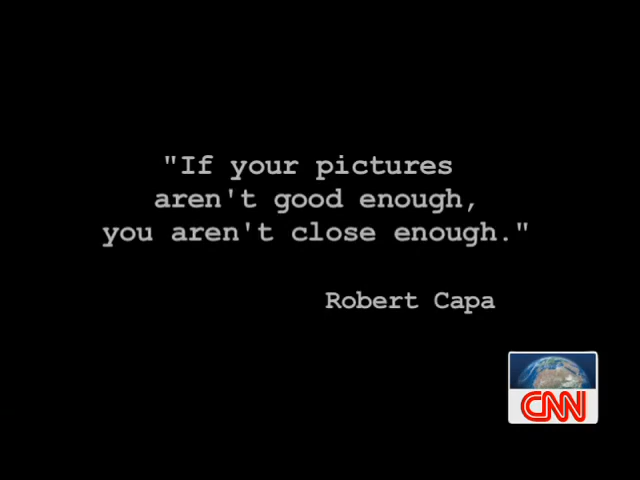 "If your pictures
aren't good enough,
you aren't close enough."
Robert Capa
CNN